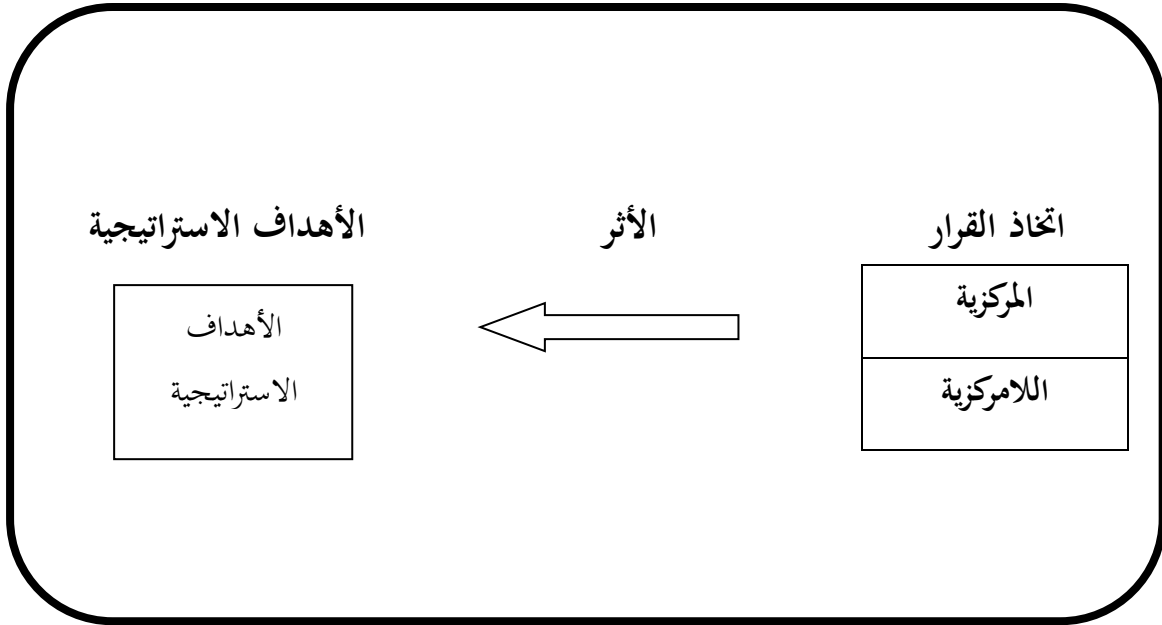 اتخاذ القرار
الأثر
الأهداف الاستراتيجية
المركزية
اللامركزية
الأهداف
الاستراتيجية